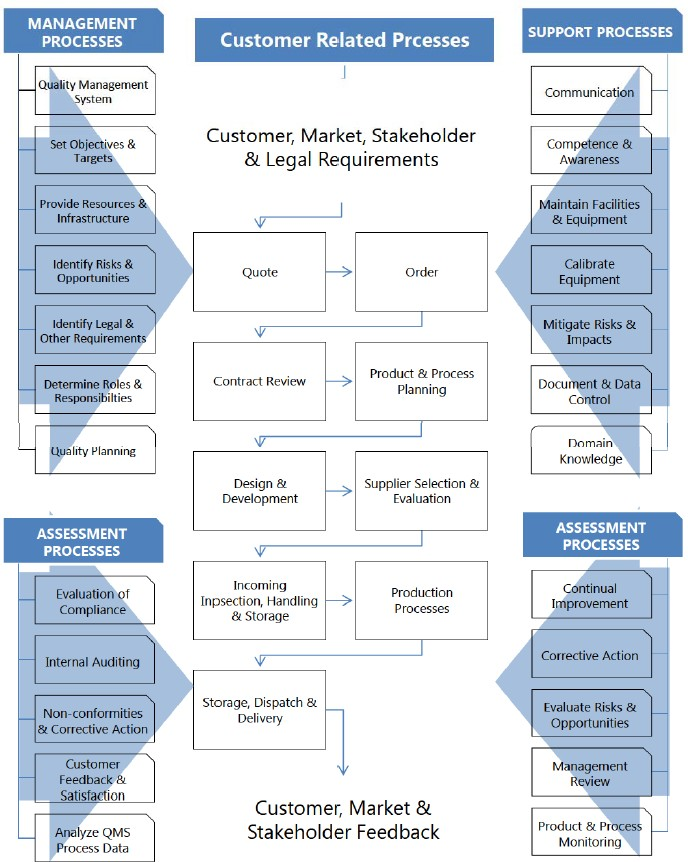 MANAGEMENT
PROCESSES
Quality Management
System
Set Objectives &
Targets
Provide Resources &
Infrastructure
Identify Risks &
Opportunities
Identify Legal &
Other Requirements
Determine Roles &
Responsibilties
Quality Planning
ASSESSMENT
PROCESSES
Evaluation of
Compliance
Internal Auditing
Non-conformities
& Corrective Action
Customer
Feedback &
Satisfaction
Analyze QMS
Process Data
Customer Related Prcesses
Customer, Market, Stakeholder
& Legal Requirements
Quote
Order
Contract Review
Product & Process
Planning
Design &
Development
Supplier Selection &
Evaluation
Incoming
Inpsection, Handling
& Storage
Production
Processes
Storage, Dispatch &
Delivery
Customer, Market &
Stakeholder Feedback
SUPPORT PROCESSES
Communication
Competence &
Awareness
Maintain Facilities
& Equipment
Calibrate
Equipment
Mitigate Risks &
Impacts
Document & Data
Control
Domain
Knowledge
ASSESSMENT
PROCESSES
Continual
Improvement
Corrective Action
Evaluate Risks &
Opportunities
Management
Review
Product & Process
Monitoring